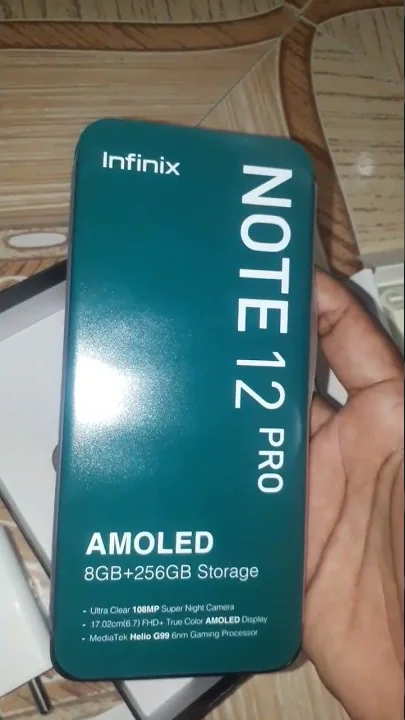 Infinix
NOTE 12 PRO
AMOLED
8GB+256GB Storage
- Ultra Clear 108MP Super Night Camera
- 17.02cm(6.7) FHD+ True Color AMOLED Display
- MediaTek Helio G99 6nm Gaming Processor